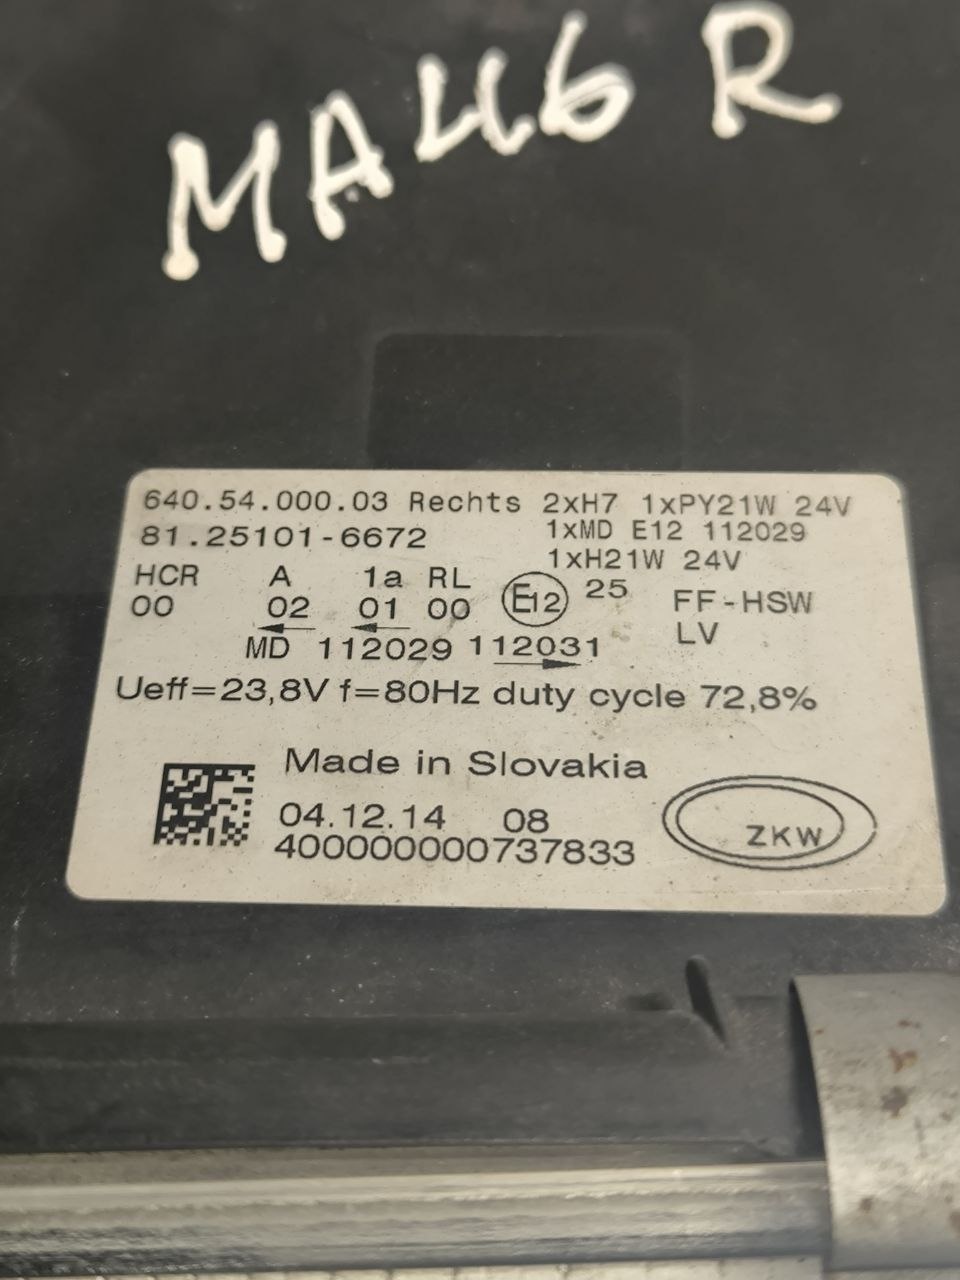 MA46 R
640.54.000.03 Rechts 2xH7 1xPY21W 24V
81.25101-6672 1xMD E12 112029
1xH21W 24V
HCR A 1a RL
00 02 01 00 E12 25 FF-HSW
LV
MD 112029 112031
Ueff=23,8V f=80Hz duty cycle 72,8%
Made in Slovakia
04.12.14 08
400000000737833
ZKW